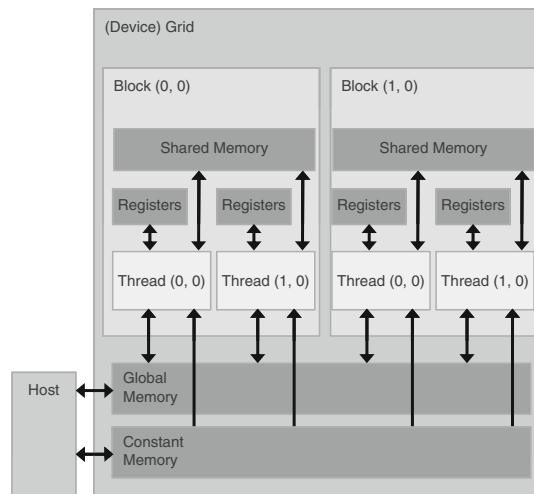 (Device) Grid
Block (0, 0)
Block (1, 0)
Shared Memory
Shared Memory
Registers
Registers
Registers
Registers
Thread (0, 0)
Thread (1, 0)
Thread (0, 0)
Thread (1, 0)
Host
Global
Memory
Constant
Memory